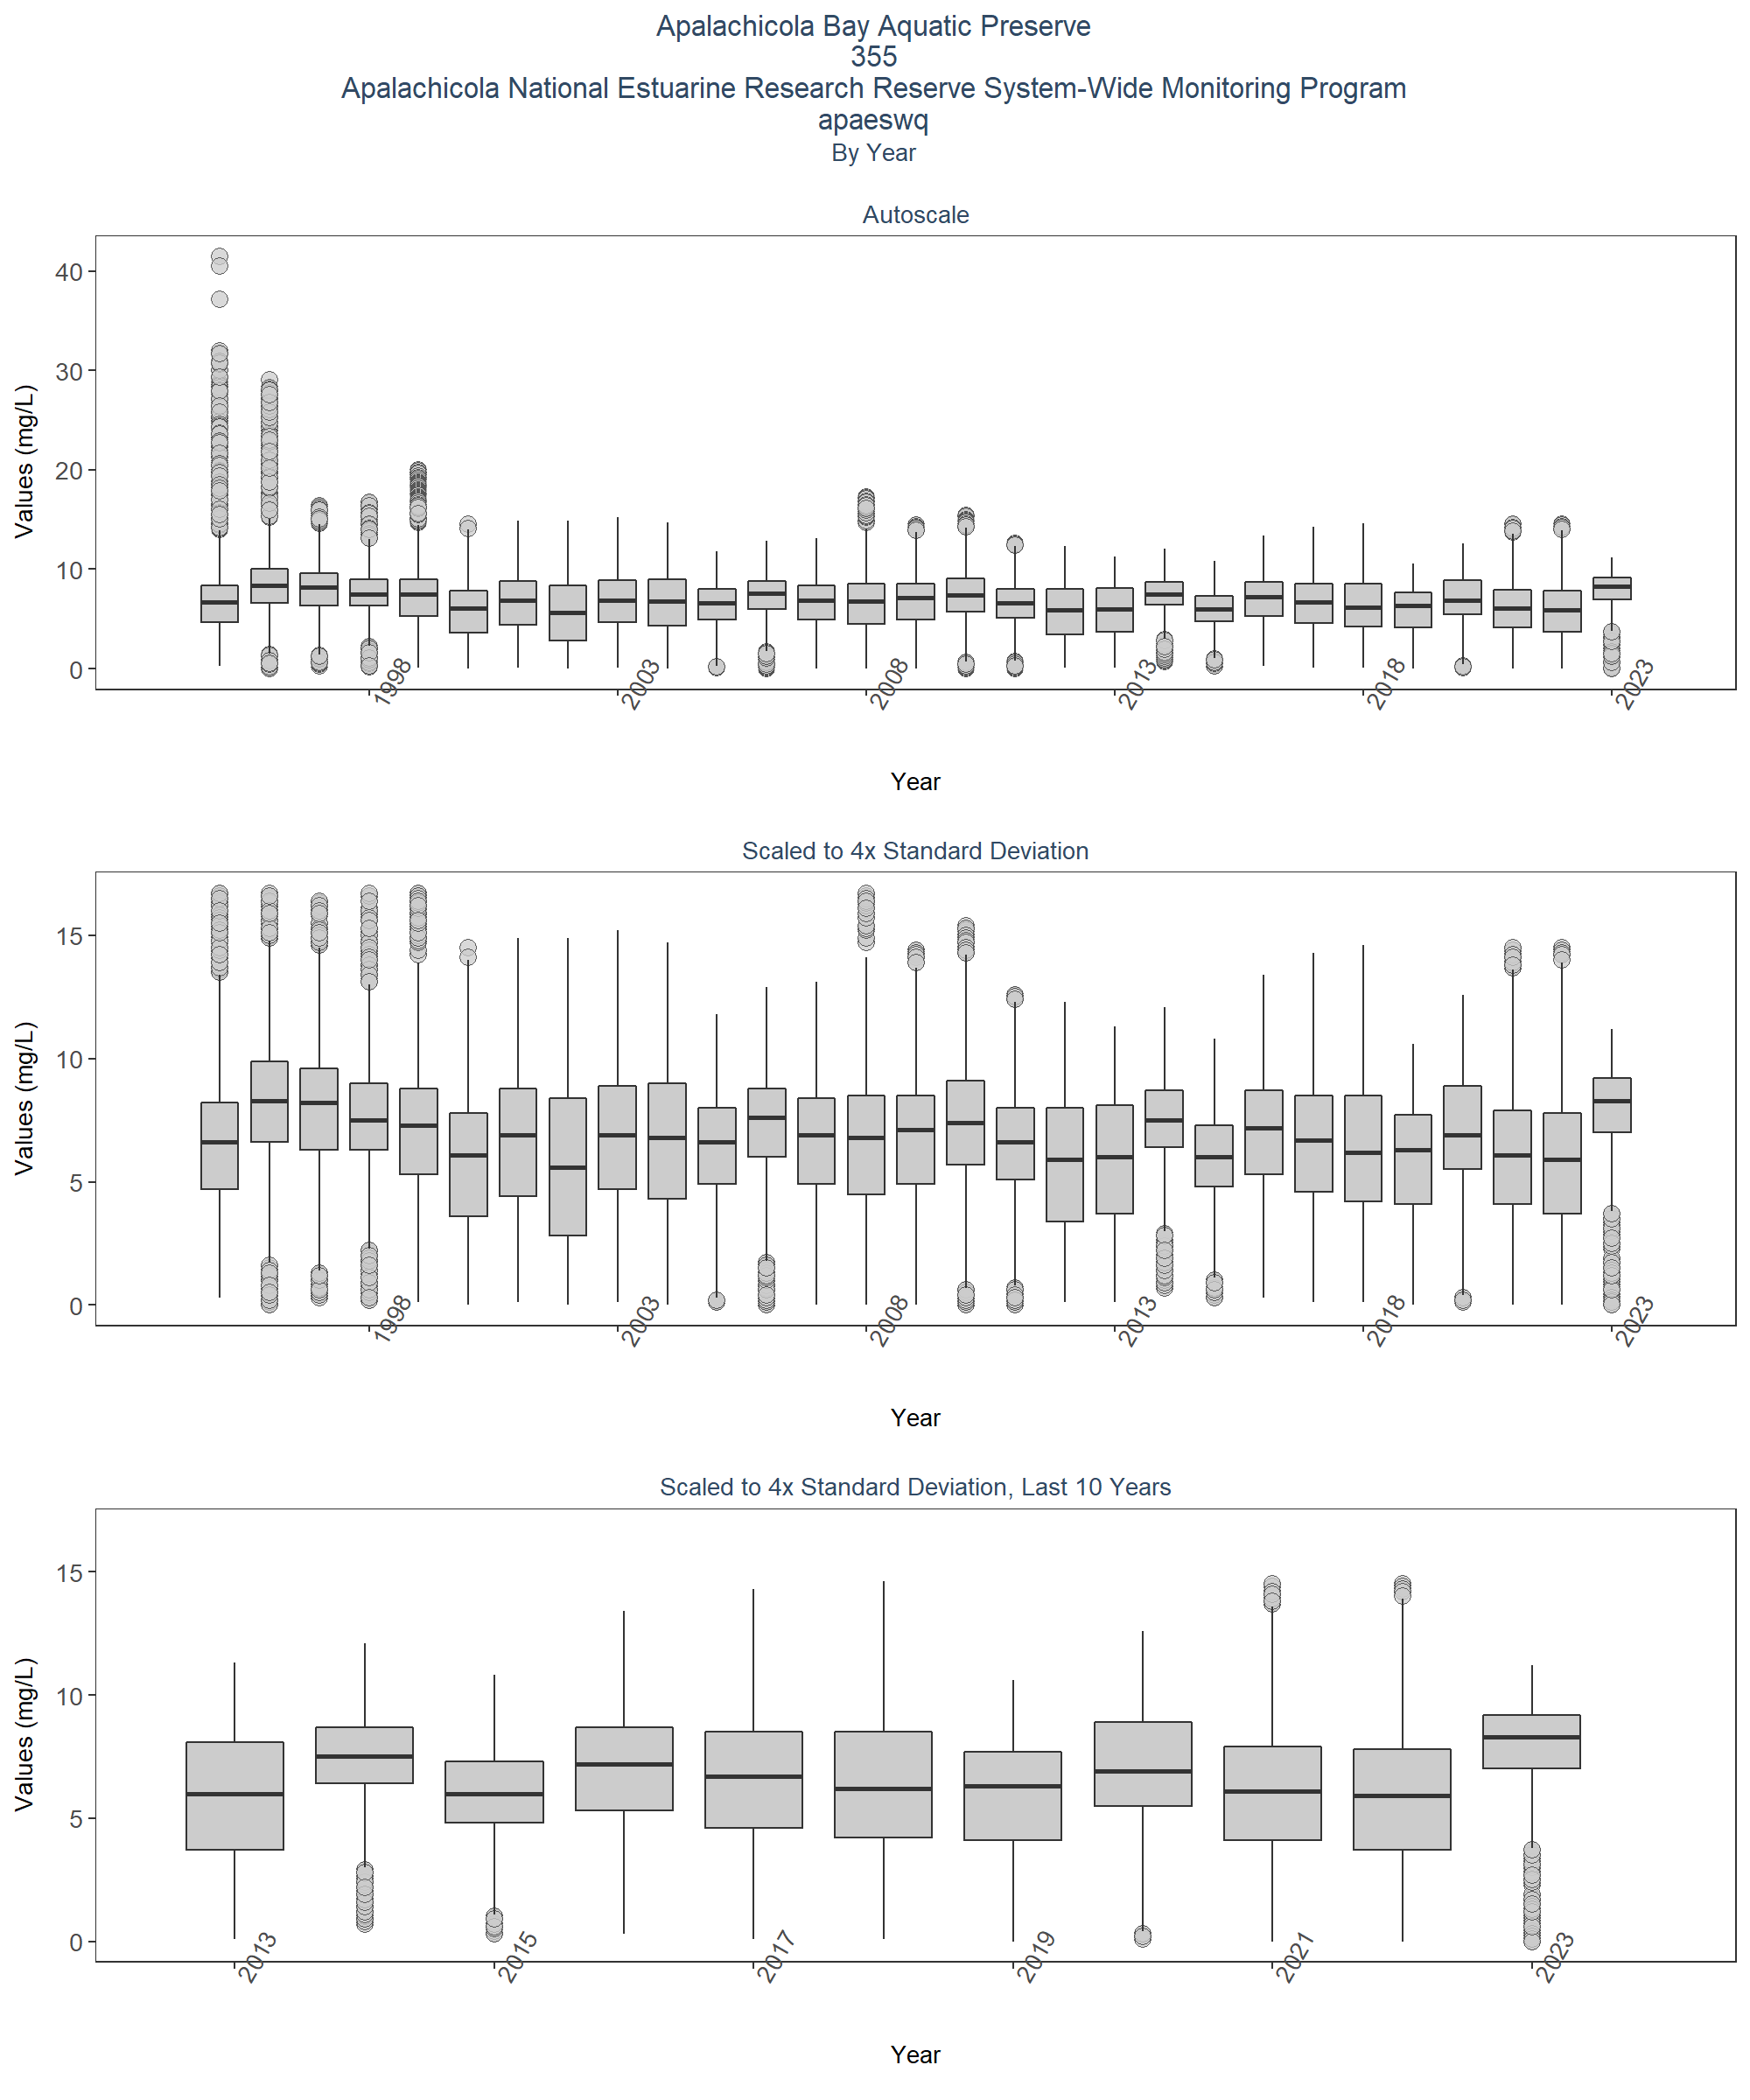 Apalachicola Bay Aquatic Preserve
355
Apalachicola National Estuarine Research Reserve System-Wide Monitoring Program
apaeswq
By Year
Autoscale
Values (mg/L)
40
30
20
10
0
1998
2003
2008
2013
2018
2023
Year
Scaled to 4x Standard Deviation
Values (mg/L)
15
10
5
0
1998
2003
2008
2013
2018
2023
Year
Scaled to 4x Standard Deviation, Last 10 Years
Values (mg/L)
15
10
5
0
2013
2015
2017
2019
2021
2023
Year